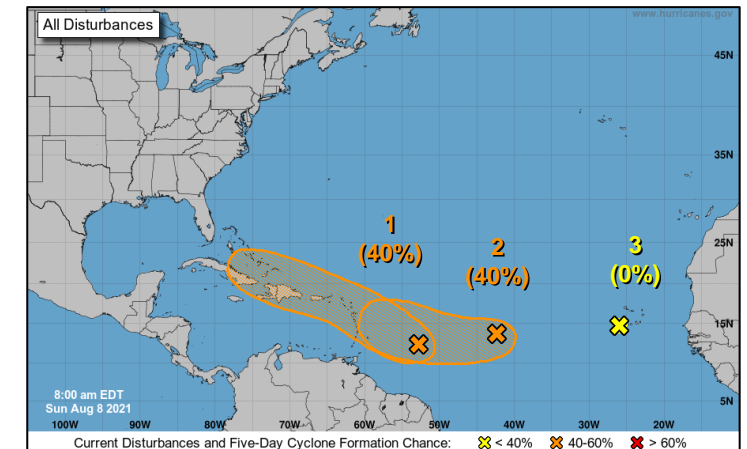 All Disturbances
www.hurricanes.gov
45N
35N
1
(40%)
2
(40%)
3
(0%)
25N
15N
5N
8:00 am EDT
Sun Aug 8 2021
100W 90W 80W 70W 60W 50W 40W 30W 20W
Current Disturbances and Five-Day Cyclone Formation Chance: < 40% 40-60% > 60%